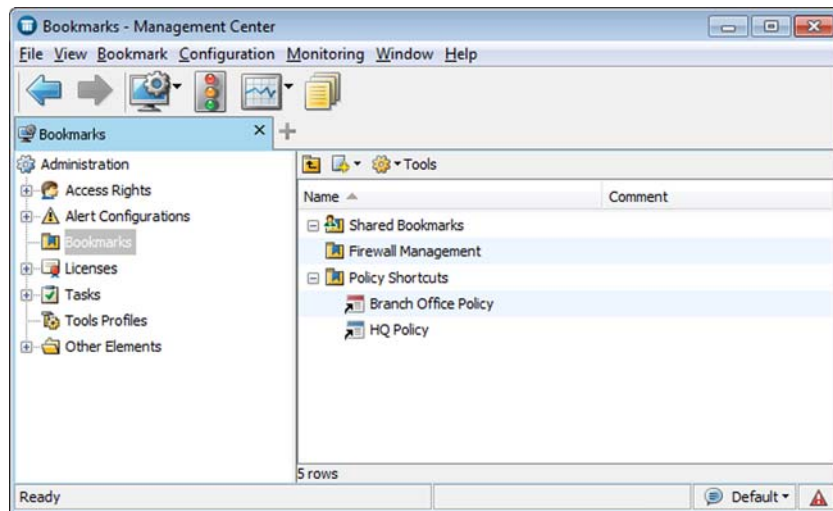 Bookmarks - Management Center
File View Bookmark Configuration Monitoring Window Help
Bookmarks
Administration
Access Rights
Alert Configurations
Bookmarks
Licenses
Tasks
Tools Profiles
Other Elements
Tools
Name Comment
Shared Bookmarks
Firewall Management
Policy Shortcuts
Branch Office Policy
HQ Policy
5 rows
Ready Default